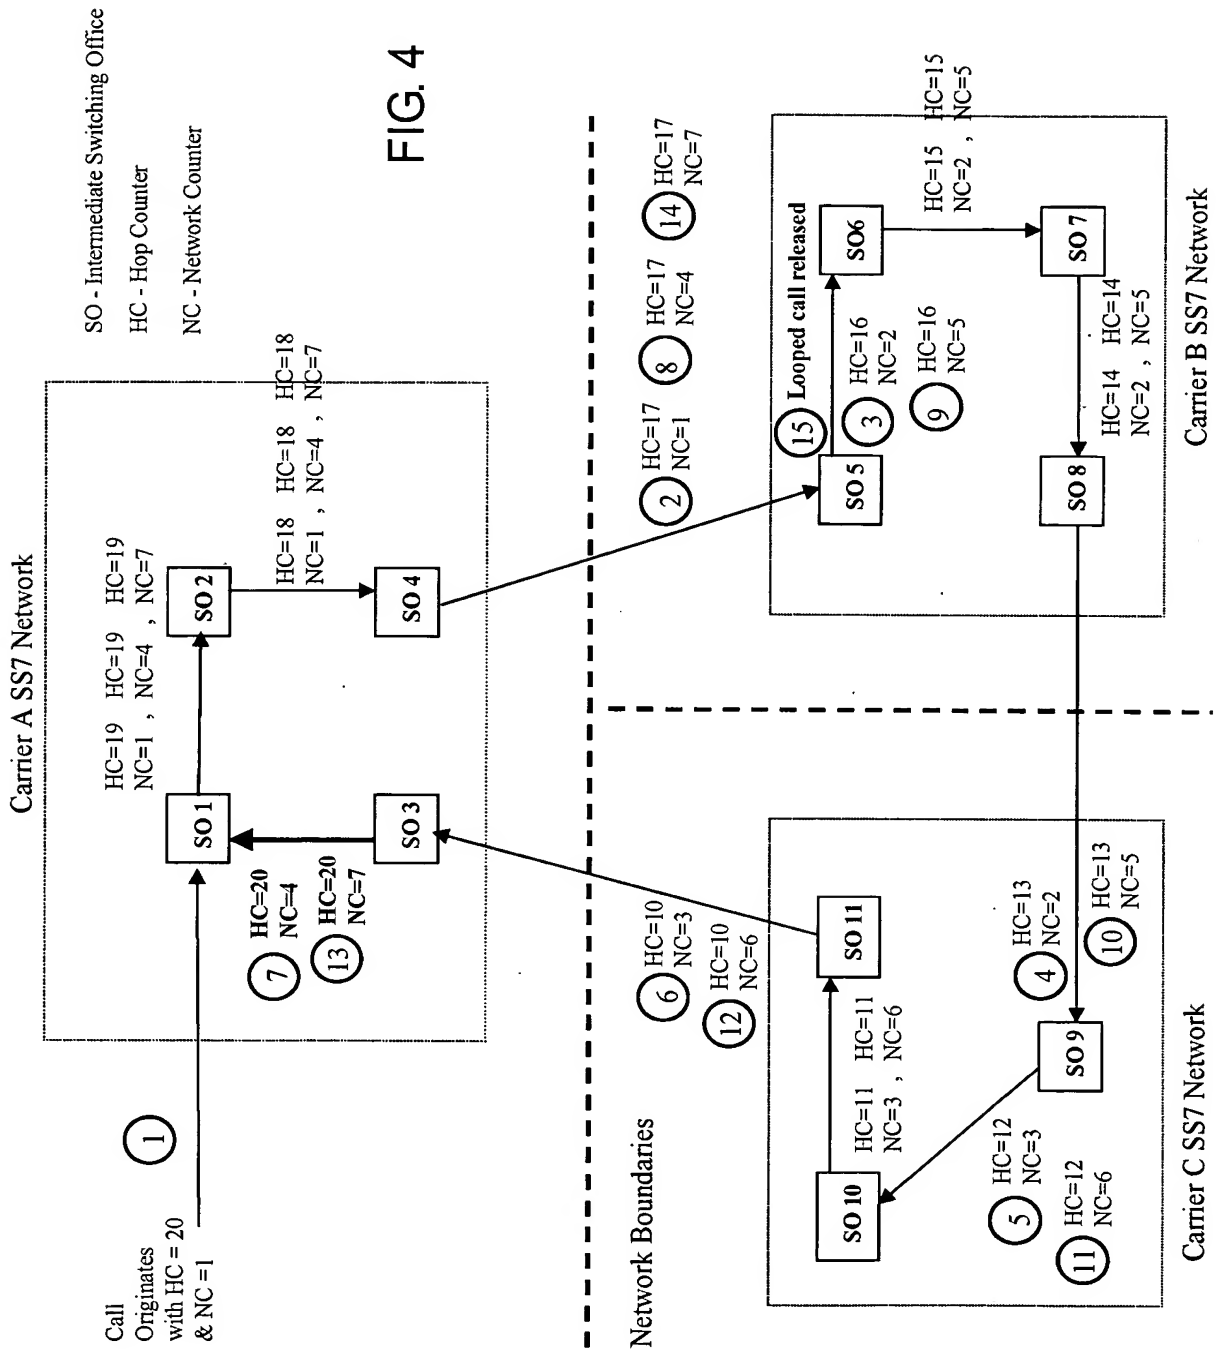 Carrier A SS7 Network
SO - Intermediate Switching Office
HC - Hop Counter
NC - Network Counter
FIG. 4
Call
Originates
with HC = 20
& NC =1
1
SO 1
HC=19 HC=19 HC=19
NC=1 , NC=4 , NC=7
SO 2
HC=18 HC=18 HC=18
NC=1 , NC=4 , NC=7
7
HC=20
NC=4
13
HC=20
NC=7
SO 3
SO 4
Network Boundaries
6
HC=10
NC=3
12
HC=10
NC=6
2
HC=17
NC=1
8
HC=17
NC=4
14
HC=17
NC=7
15
Looped call released
SO 5
3
HC=16
NC=2
9
HC=16
NC=5
SO6
HC=15 HC=15
NC=2 , NC=5
SO 7
HC=14 HC=14
NC=2 , NC=5
SO 8
Carrier B SS7 Network
SO 10
HC=11 HC=11
NC=3 , NC=6
SO 11
4
HC=13
NC=2
10
HC=13
NC=5
SO 9
5
HC=12
NC=3
11
HC=12
NC=6
Carrier C SS7 Network